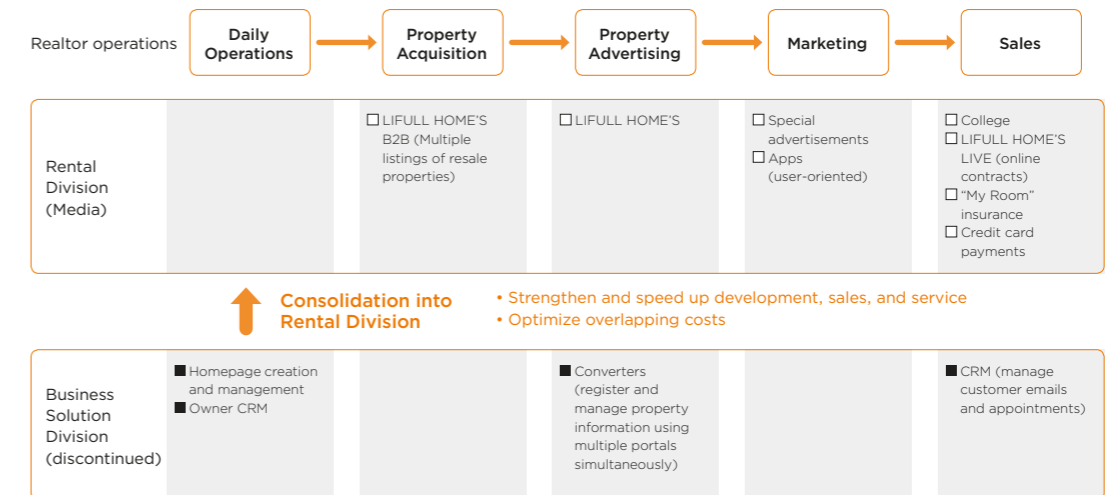 Realtor operations
Daily
Operations
Property
Acquisition
Property
Advertising
Marketing
Sales
Rental
Division
(Media)
LIFULL HOME'S
B2B (Multiple
listings of resale
properties)
LIFULL HOME'S
Special
advertisements
Apps
(user-oriented)
College
LIFULL HOME'S
LIVE (online
contracts)
“My Room”
insurance
Credit card
payments
Consolidation into
Rental Division
• Strengthen and speed up development, sales, and service
• Optimize overlapping costs
Business
Solution
Division
(discontinued)
Homepage creation
and management
Owner CRM
Converters
(register and
manage property
information using
multiple portals
simultaneously)
CRM (manage
customer emails
and appointments)